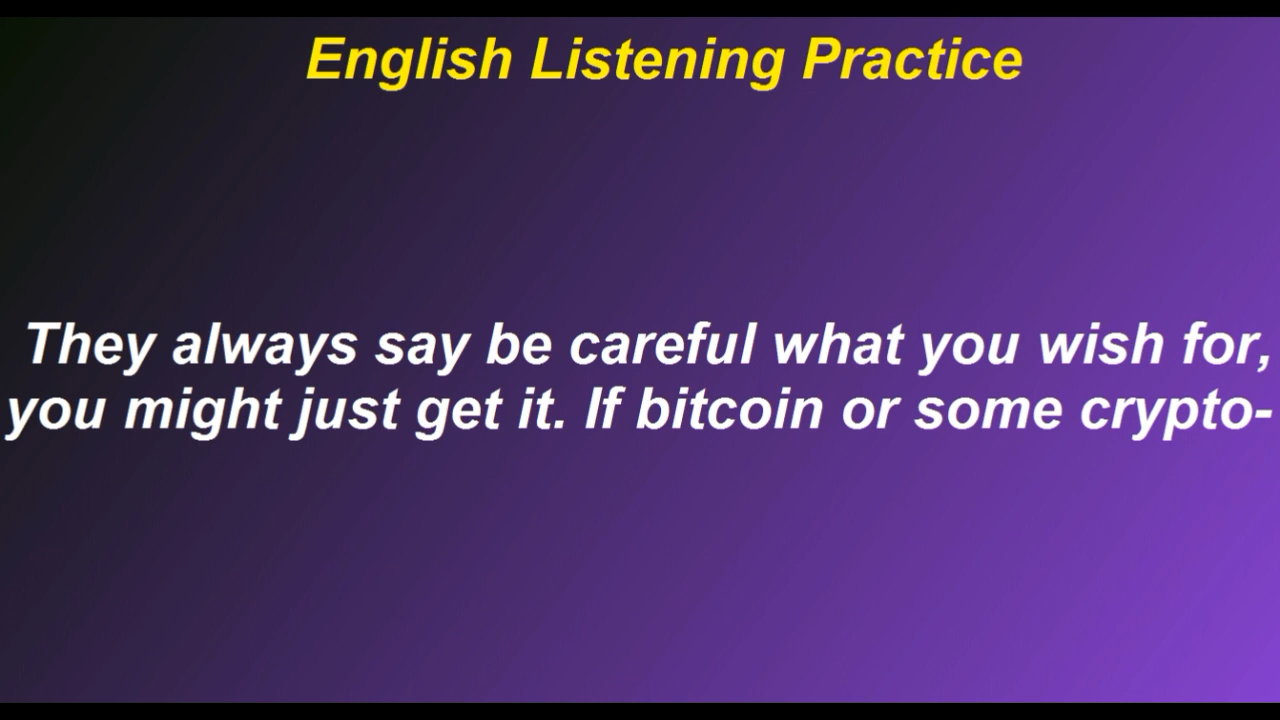 English Listening Practice
They always say be careful what you wish for,
you might just get it. If bitcoin or some crypto-